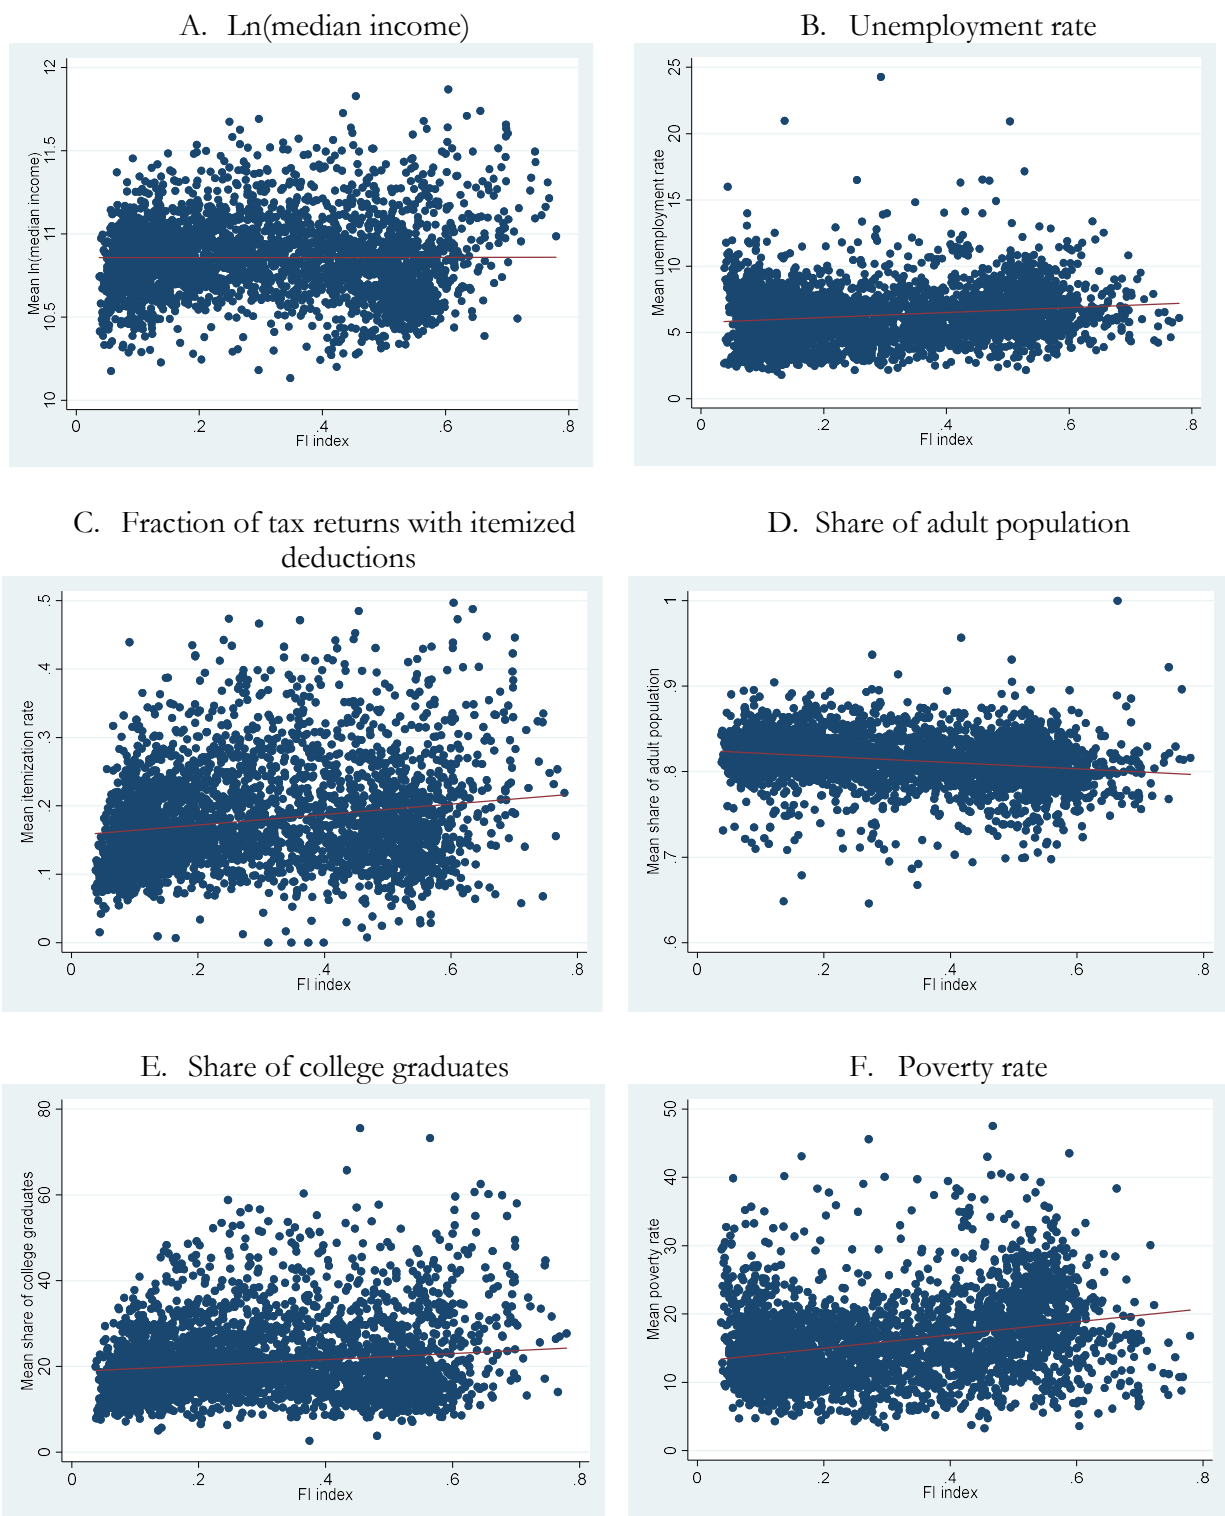 A. Ln(median income)
Mean ln(median income)
12
11.5
11
10.5
10
0 .2 .4 .6 .8
FI index
B. Unemployment rate
Mean unemployment rate
25
20
15
10
5
0
0 .2 .4 .6 .8
FI index
C. Fraction of tax returns with itemized
deductions
Mean itemization rate
.5
.4
.3
.2
.1
0
0 .2 .4 .6 .8
FI index
D. Share of adult population
Mean share of adult population
1
.9
.8
.7
.6
0 .2 .4 .6 .8
FI index
E. Share of college graduates
Mean share of college graduates
80
60
40
20
0
0 .2 .4 .6 .8
FI index
F. Poverty rate
Mean poverty rate
50
40
30
20
10
0
0 .2 .4 .6 .8
FI index